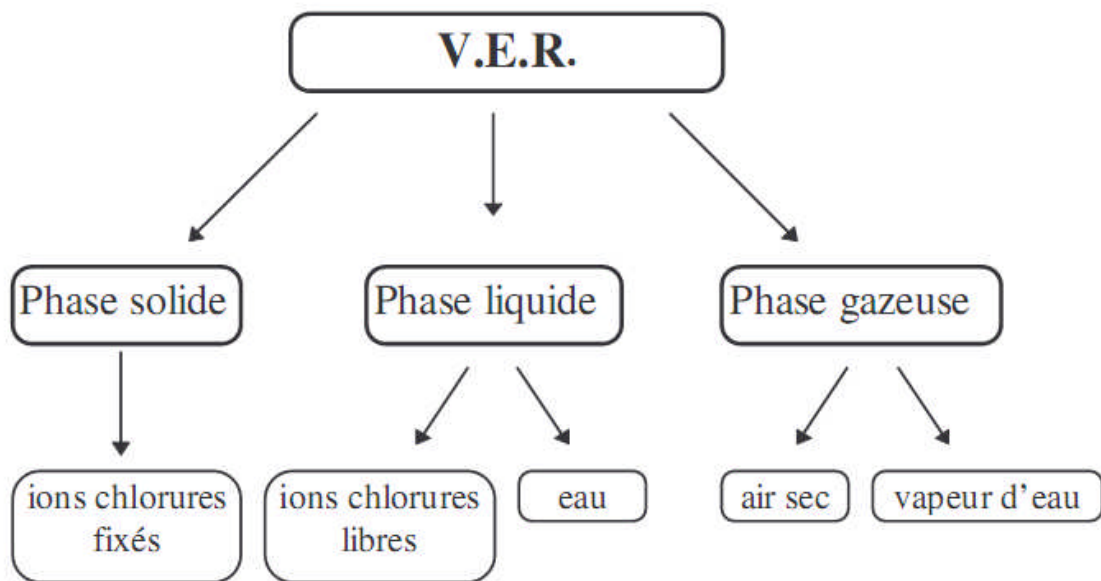 V.E.R.
Phase solide
Phase liquide
Phase gazeuse
ions chlorures
fixés
ions chlorures
libres
eau
air sec
vapeur d'eau